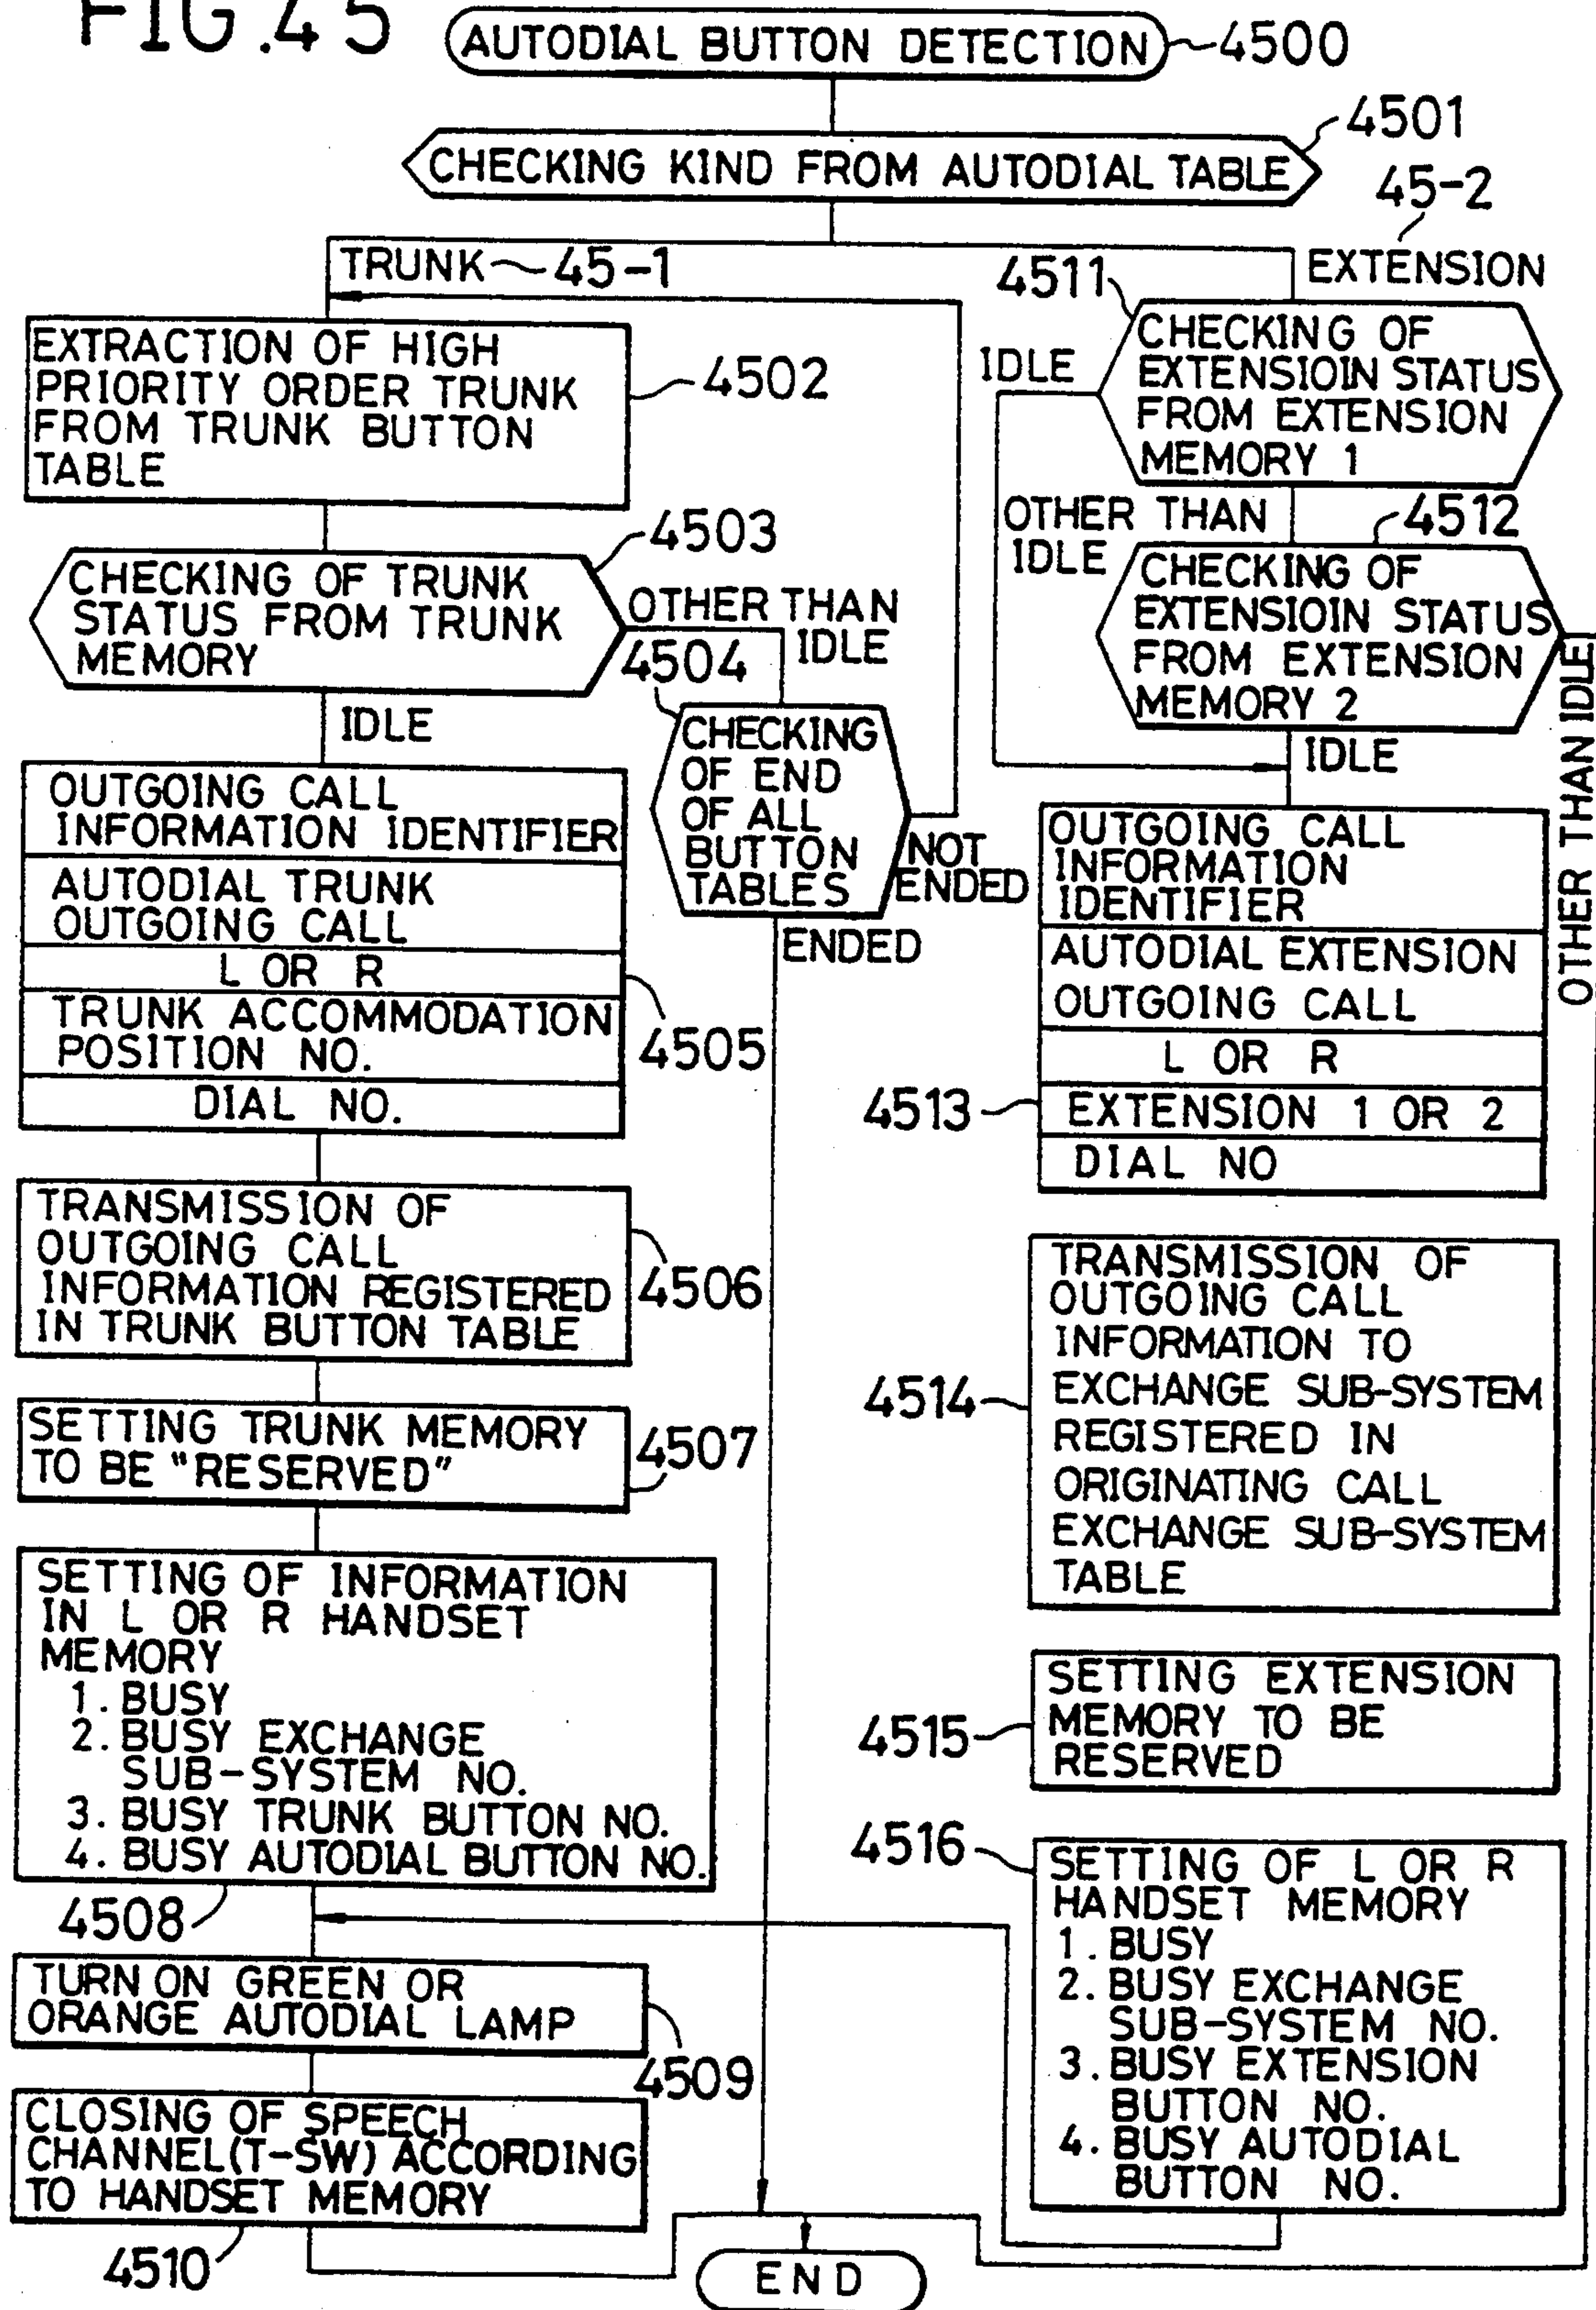 FIG.45
AUTODIAL BUTTON DETECTION
4500
CHECKING KIND FROM AUTODIAL TABLE
4501
TRUNK
45-1
45-2
EXTENSION
EXTRACTION OF HIGH
PRIORITY ORDER TRUNK
FROM TRUNK BUTTON
TABLE
4502
CHECKING OF TRUNK
STATUS FROM TRUNK
MEMORY
4503
OTHER THAN
IDLE
IDLE
4504
CHECKING
OF END
OF ALL
BUTTON
TABLES
NOT
ENDED
ENDED
OUTGOING CALL
INFORMATION IDENTIFIER
AUTODIAL TRUNK
OUTGOING CALL
L OR R
TRUNK ACCOMMODATION
POSITION NO.
DIAL NO.
4505
TRANSMISSION OF
OUTGOING CALL
INFORMATION REGISTERED
IN TRUNK BUTTON TABLE
4506
SETTING TRUNK MEMORY
TO BE "RESERVED"
4507
SETTING OF INFORMATION
IN L OR R HANDSET
MEMORY
1. BUSY
2. BUSY EXCHANGE
SUB-SYSTEM NO.
3. BUSY TRUNK BUTTON NO.
4. BUSY AUTODIAL BUTTON NO.
4508
TURN ON GREEN OR
ORANGE AUTODIAL LAMP
4509
CLOSING OF SPEECH
CHANNEL(T-SW) ACCORDING
TO HANDSET MEMORY
4510
4511
CHECKING OF
EXTENSIOIN STATUS
FROM EXTENSION
MEMORY 1
IDLE
OTHER THAN
IDLE
4512
CHECKING OF
EXTENSIOIN STATUS
FROM EXTENSION
MEMORY 2
IDLE
OTHER THAN IDLE
OUTGOING CALL
INFORMATION
IDENTIFIER
AUTODIAL EXTENSION
OUTGOING CALL
L OR R
EXTENSION 1 OR 2
DIAL NO
4513
TRANSMISSION OF
OUTGOING CALL
INFORMATION TO
EXCHANGE SUB-SYSTEM
REGISTERED IN
ORIGINATING CALL
EXCHANGE SUB-SYSTEM
TABLE
4514
SETTING EXTENSION
MEMORY TO BE
RESERVED
4515
4516
SETTING OF L OR R
HANDSET MEMORY
1. BUSY
2. BUSY EXCHANGE
SUB-SYSTEM NO.
3. BUSY EXTENSION
BUTTON NO.
4. BUSY AUTODIAL
BUTTON NO.
END